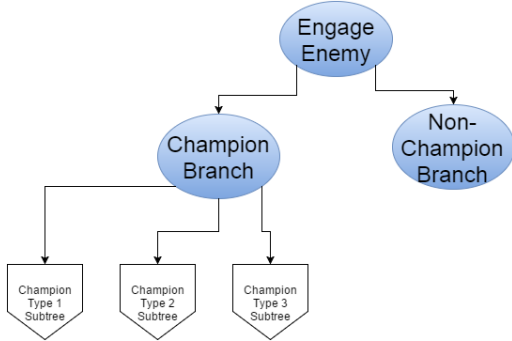 Engage
Enemy
Champion
Branch
Non-
Champion
Branch
Champion
Type 1
Subtree
Champion
Type 2
Subtree
Champion
Type 3
Subtree